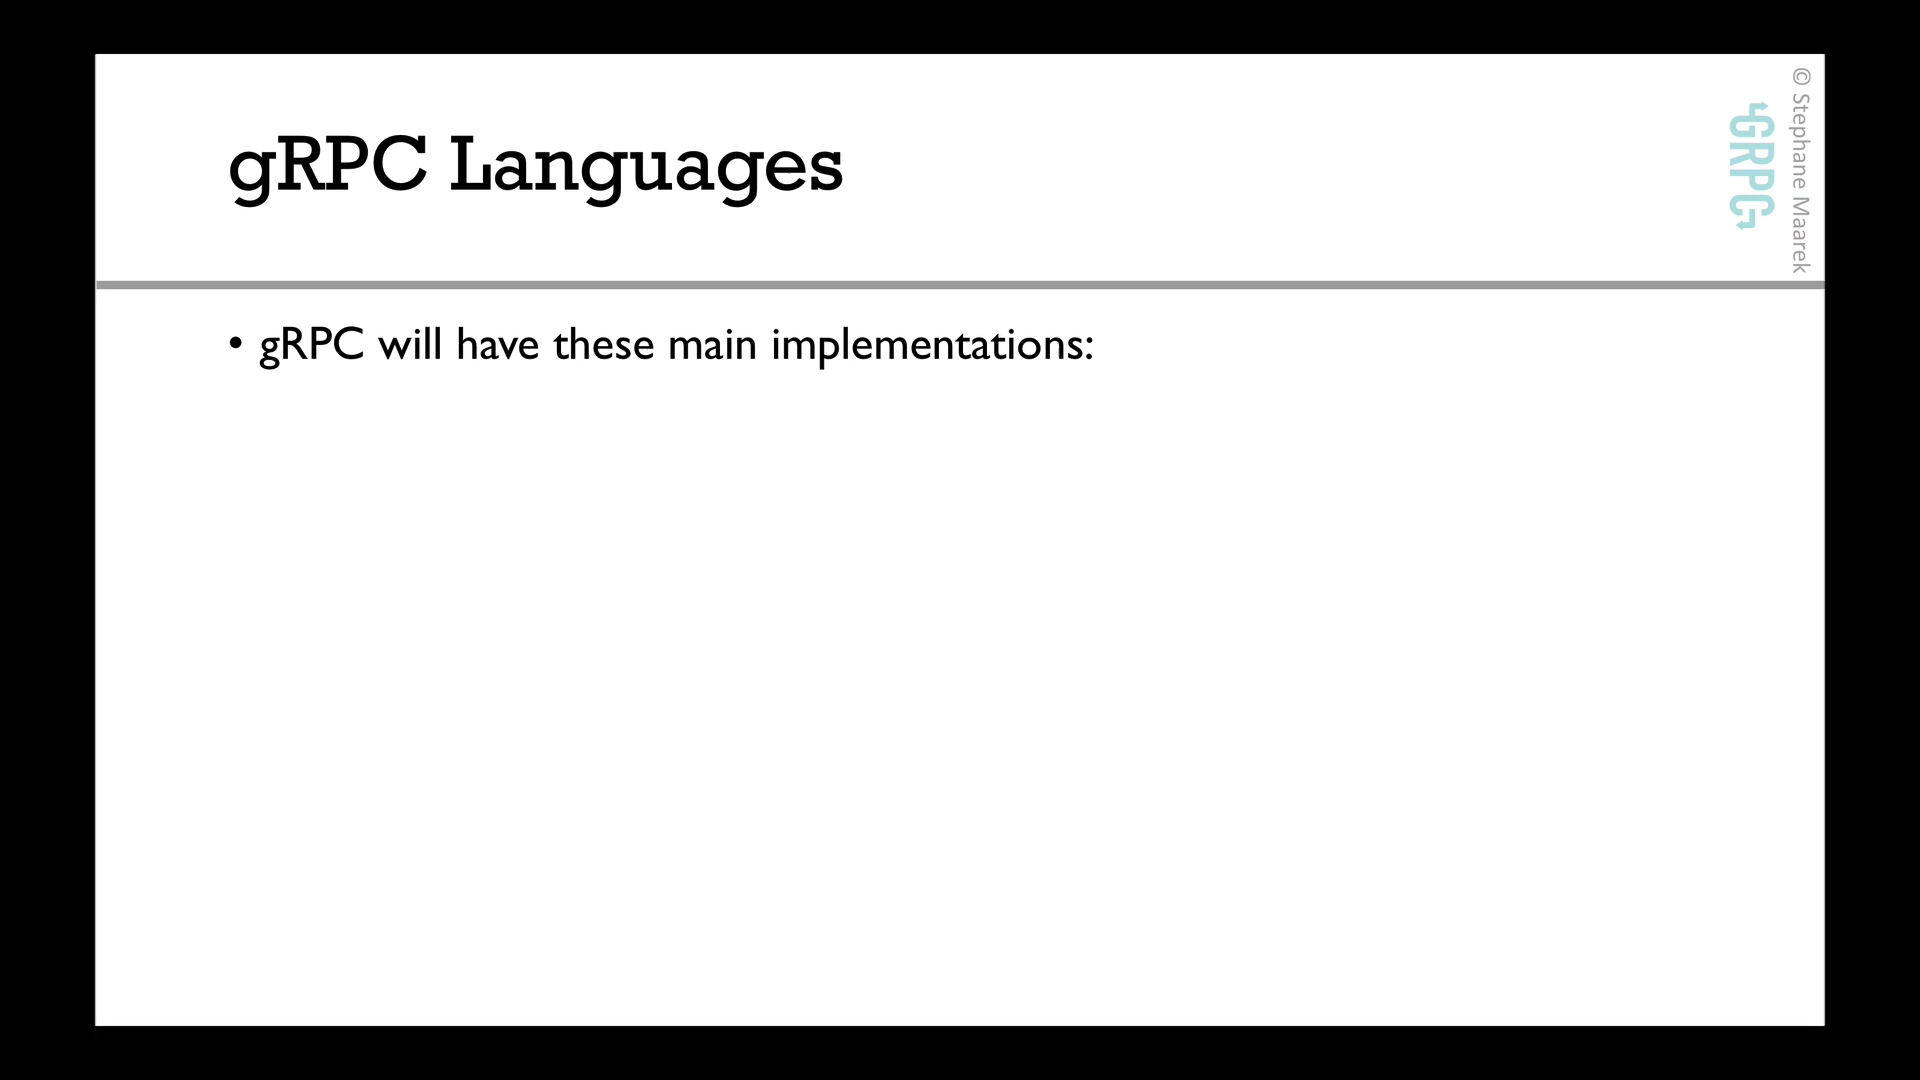 gRPC Languages
GRPC
© Stephane Maarek
• gRPC will have these main implementations: